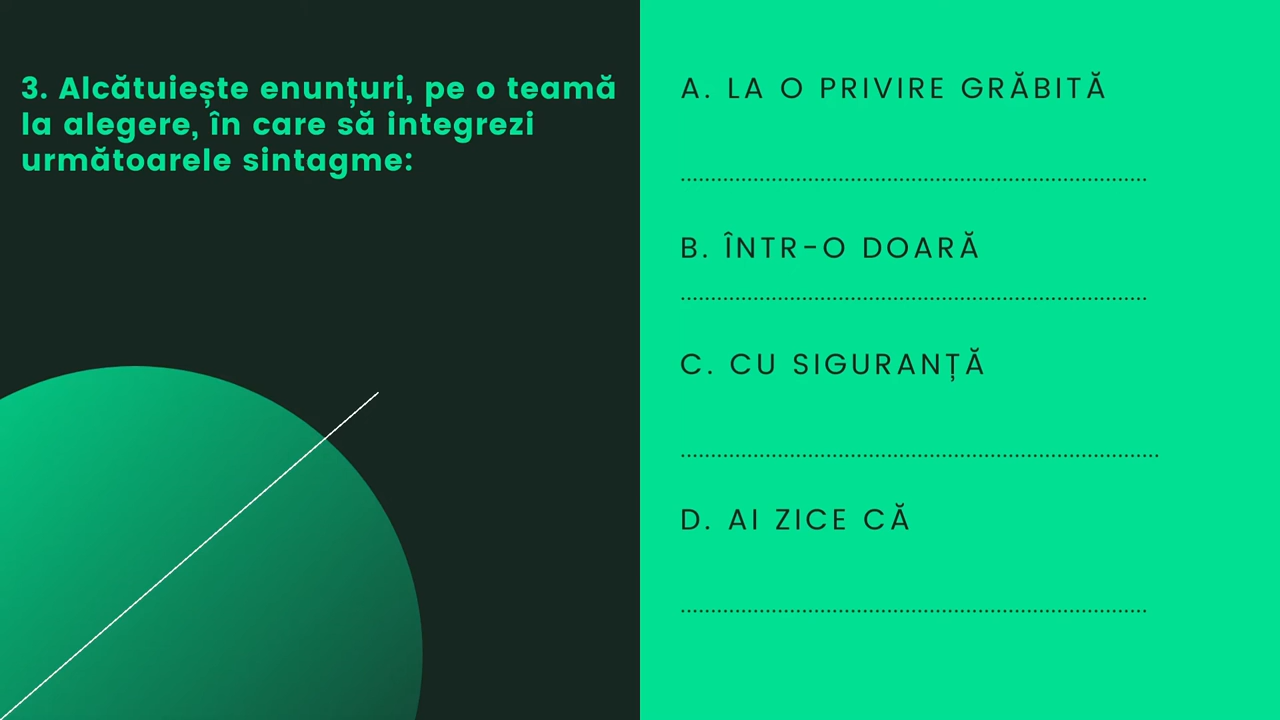 3. Alcătuiește enunțuri, pe o teamă
la alegere, în care să integrezi
următoarele sintagme:
A. LA O PRIVIRE GRĂBITĂ
................................................................................
B. ÎNTR-O DOARĂ
................................................................................
C. CU SIGURANȚĂ
..................................................................................
D. AI ZICE CĂ
................................................................................